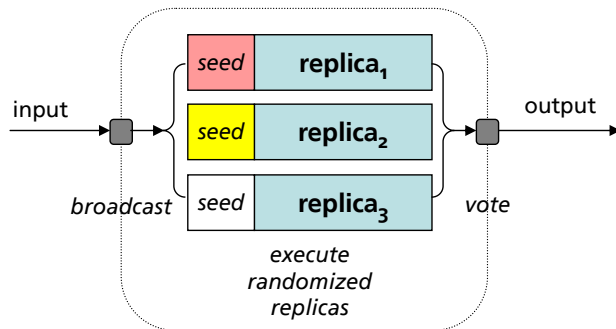 seed replica₁
input
seed replica₂
output
broadcast
seed replica₃
vote
execute
randomized
replicas